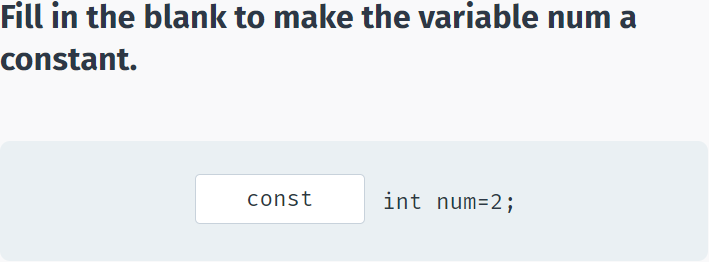 Fill in the blank to make the variable num a
constant.
const int num=2;